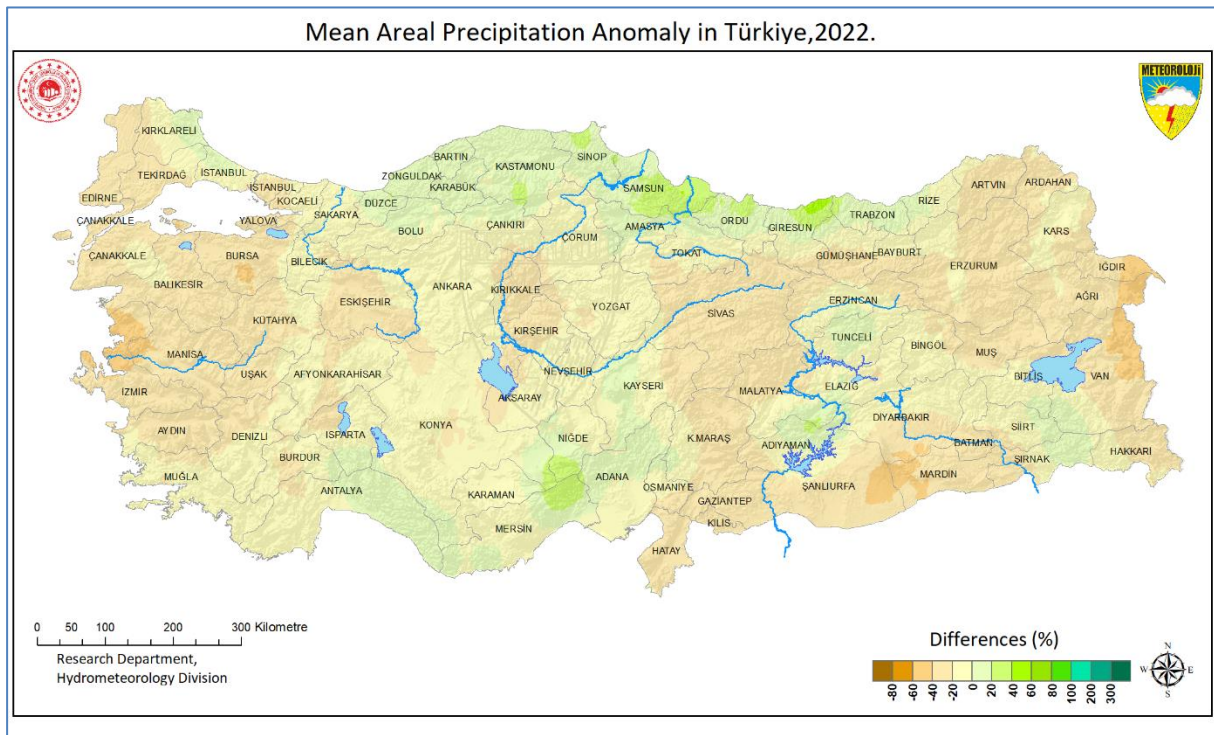 Mean Areal Precipitation Anomaly in Türkiye,2022.
METEOROLOJİ
KIRKLARELİ
TEKİRDAĞ
İSTANBUL
EDİRNE
İSTANBUL
KOCAELİ
ÇANAKKALE
YALOVA
SAKARYA
ÇANAKKALE
BURSA
BİLECİK
BALIKESİR
ESKİŞEHİR
KÜTAHYA
MANİSA
UŞAK
AFYONKARAHİSAR
İZMİR
AYDIN
DENİZLİ
ISPARTA
BURDUR
MUĞLA
ANTALYA
BARTIN
ZONGULDAK
KARABÜK
KASTAMONU
SİNOP
DÜZCE
BOLU
ÇANKIRI
ÇORUM
SAMSUN
AMASYA
ORDU
GİRESUN
TRABZON
RİZE
ARTVİN
ARDAHAN
KARS
TOKAT
GÜMÜŞHANE
BAYBURT
ERZURUM
IĞDIR
AĞRI
ANKARA
KIRIKKALE
YOZGAT
SİVAS
ERZİNCAN
TUNCELİ
BİNGÖL
MUŞ
KIRŞEHİR
NEVŞEHİR
KAYSERİ
MALATYA
ELAZIĞ
BİTLİS
VAN
AKSARAY
KONYA
NİĞDE
K.MARAŞ
ADIYAMAN
DİYARBAKIR
SİİRT
BATMAN
ŞIRNAK
HAKKARİ
ADANA
OSMANİYE
KARAMAN
MERSİN
GAZİANTEP
KİLİS
ŞANLIURFA
MARDİN
HATAY
0 50 100 200 300 Kilometre
Research Department,
Hydrometeorology Division
Differences (%)
-80 -60 -40 -20 0 20 40 60 80 100 200 300
N
W E
S